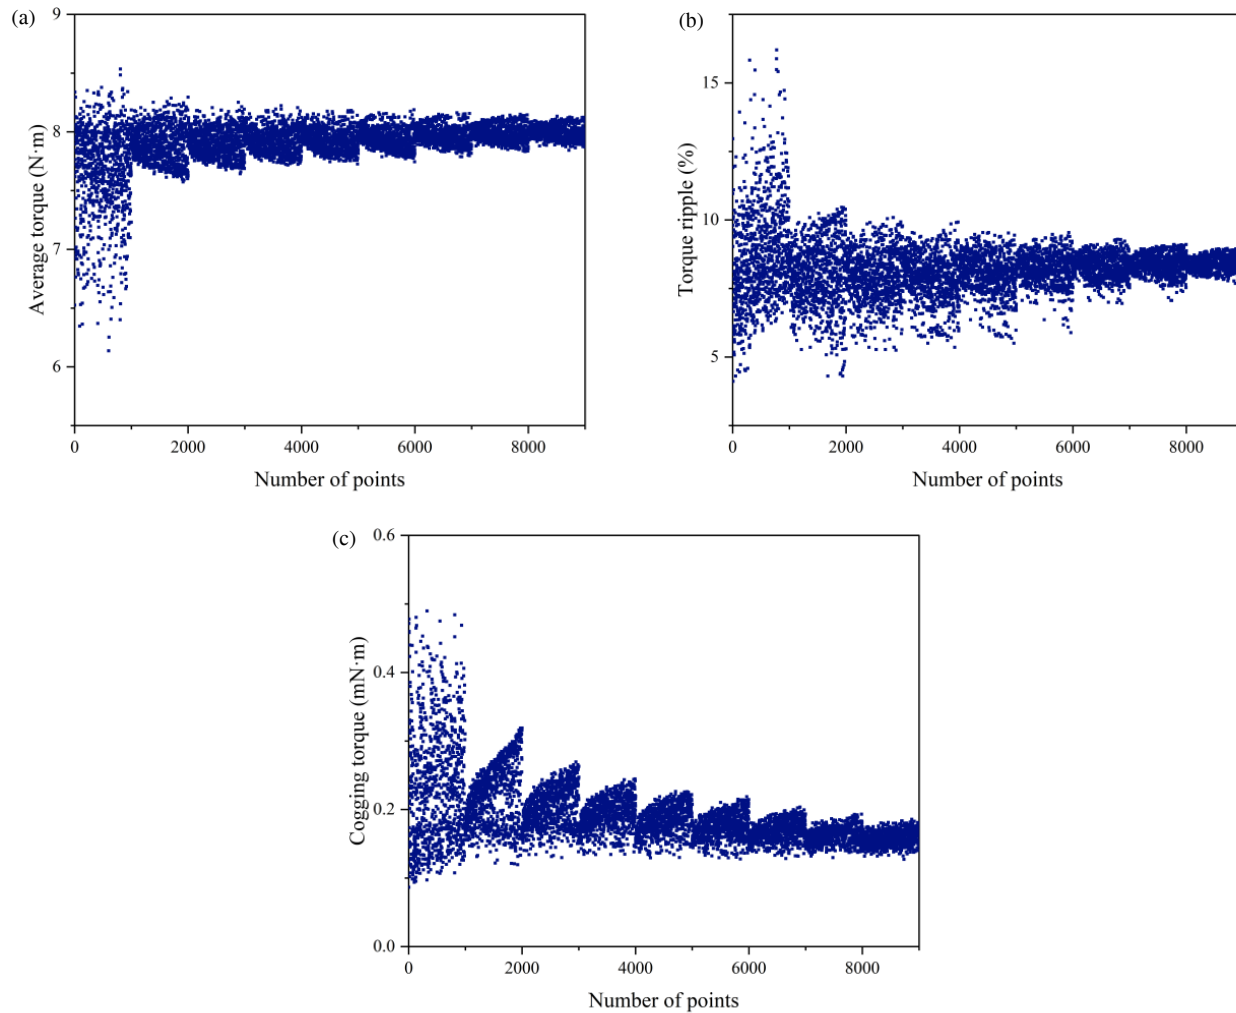 (a)
9
8
7
6
Average torque (N·m)
0 2000 4000 6000 8000
Number of points
(b)
15
10
5
Torque ripple (%)
0 2000 4000 6000 8000
Number of points
(c)
0.6
0.4
0.2
0.0
Cogging torque (mN·m)
0 2000 4000 6000 8000
Number of points